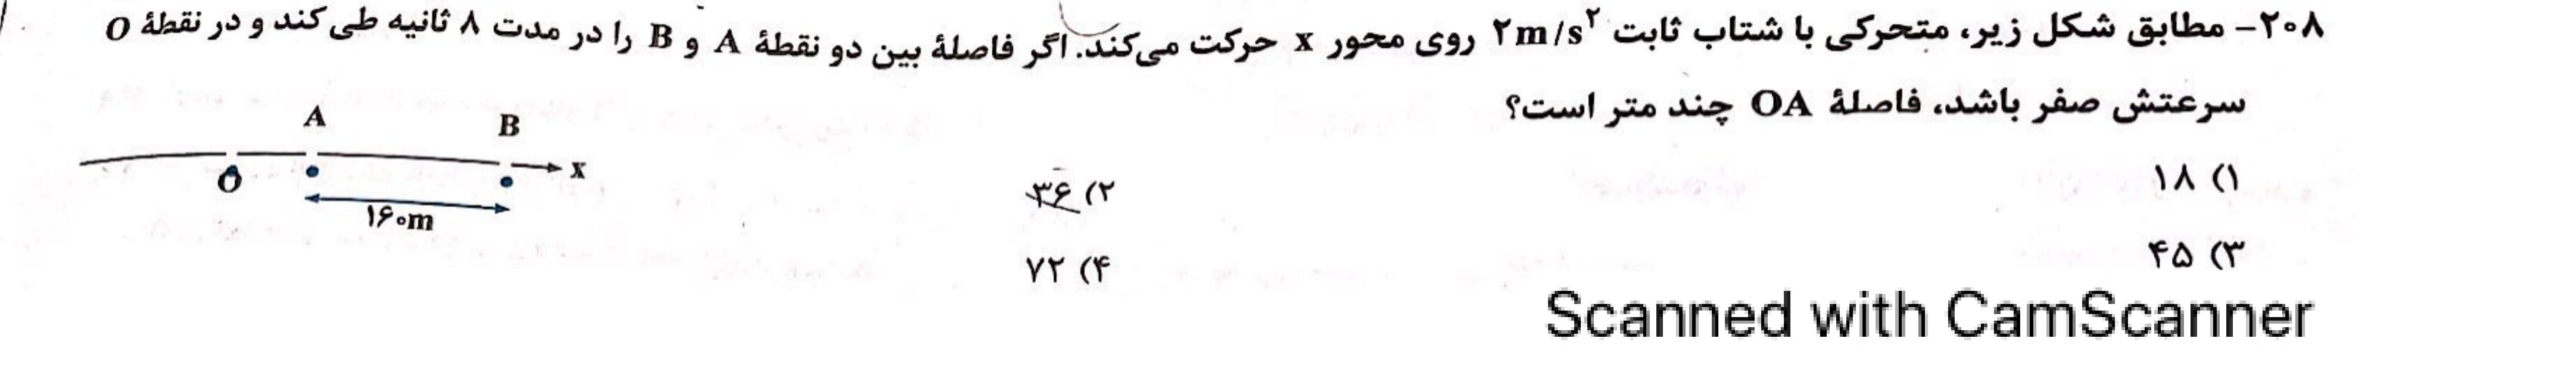 ۲۰۸- مطابق شکل زیر، متحرکی با شتاب ثابت ۲m/s² روی محور x حرکت می‌کند. اگر فاصلهٔ بین دو نقطهٔ A و B را در مدت ۸ ثانیه طی کند و در نقطهٔ O
سرعتش صفر باشد، فاصلهٔ OA چند متر است؟
A B
O x
۱۶۰m
۱) ۱۸ ۲) ۳۶
۳) ۴۵ ۴) ۷۲
Scanned with CamScanner